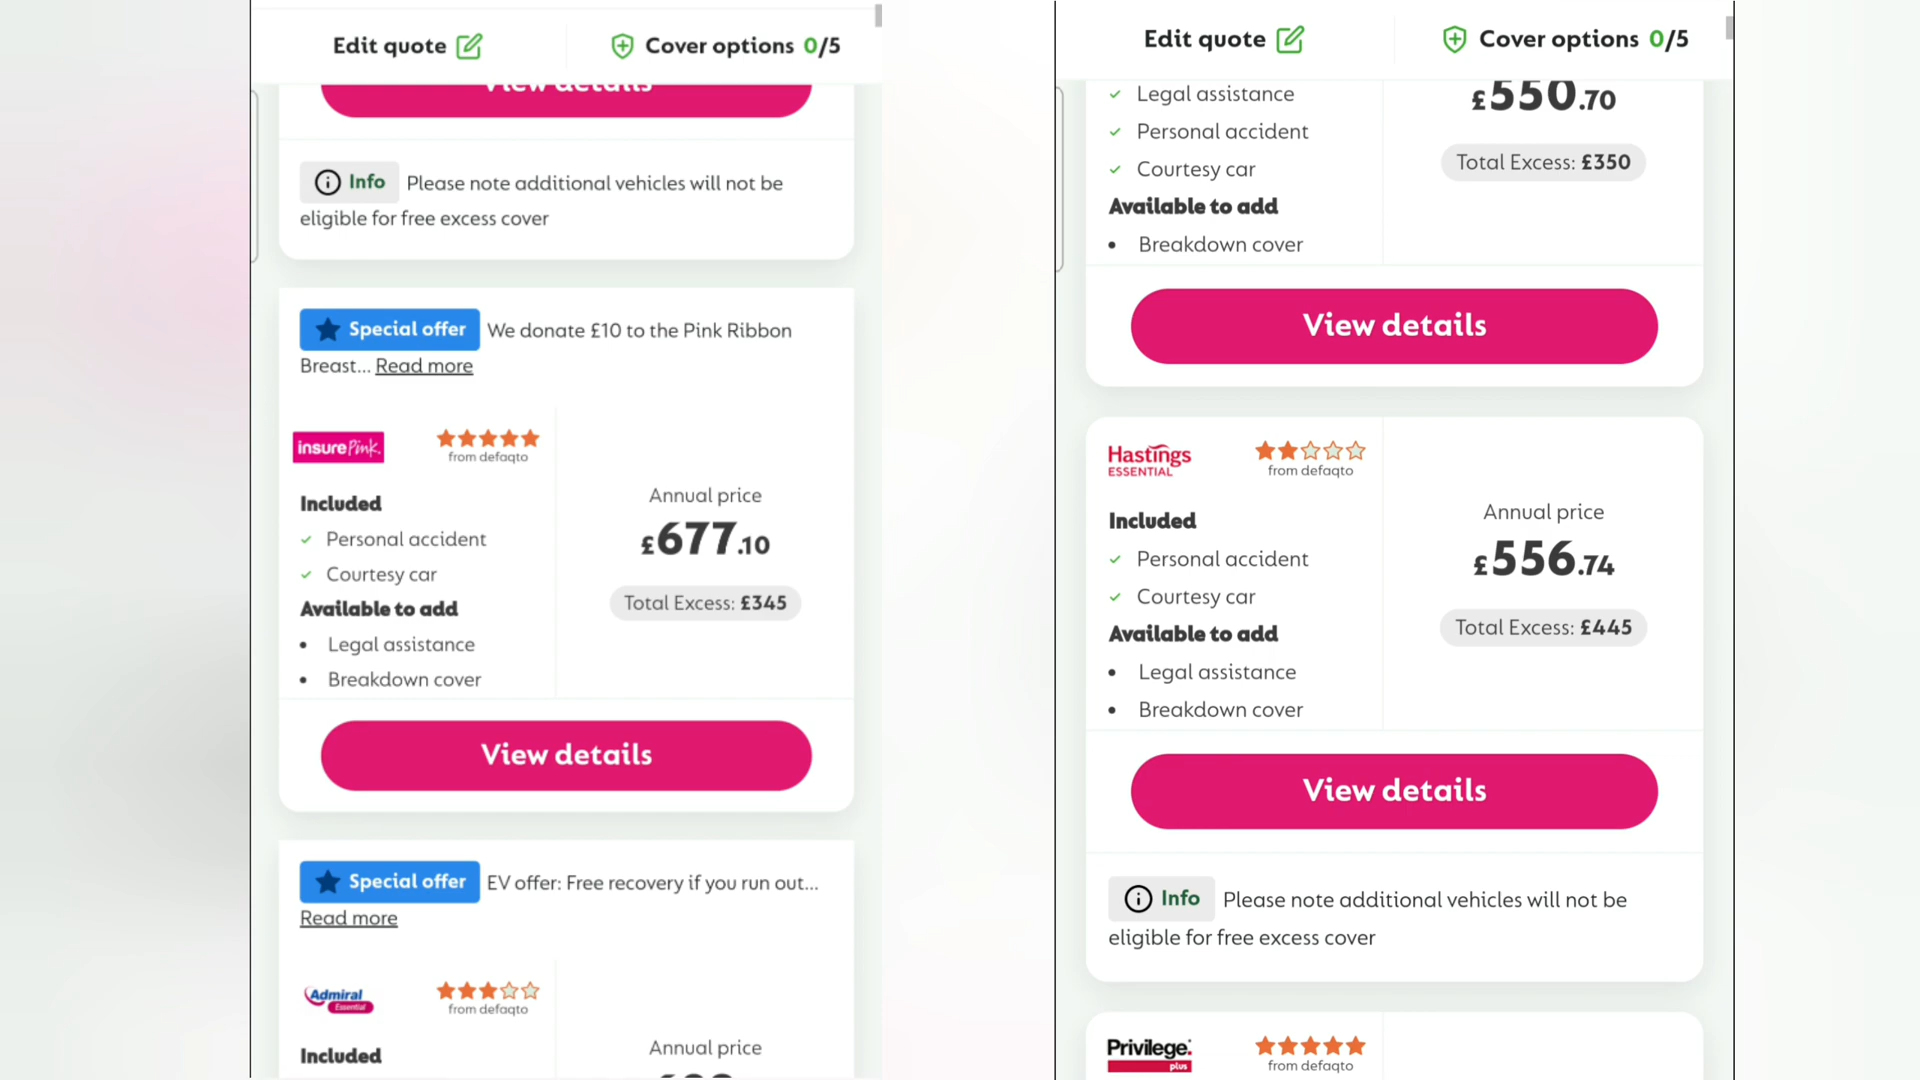 Edit quote
Cover options 0/5
View details
Info Please note additional vehicles will not be
eligible for free excess cover
Special offer We donate £10 to the Pink Ribbon
Breast... Read more
insurePink.
from defaqto
Included
Personal accident
Courtesy car
Available to add
Legal assistance
Breakdown cover
Annual price
£677.10
Total Excess: £345
View details
Special offer EV offer: Free recovery if you run out...
Read more
Admiral
Essential
from defaqto
Included
Annual price
Edit quote
Cover options 0/5
Legal assistance
Personal accident
Courtesy car
Available to add
Breakdown cover
£550.70
Total Excess: £350
View details
Hastings
ESSENTIAL
from defaqto
Included
Personal accident
Courtesy car
Available to add
Legal assistance
Breakdown cover
Annual price
£556.74
Total Excess: £445
View details
Info Please note additional vehicles will not be
eligible for free excess cover
Privilege:
plus
from defaqto